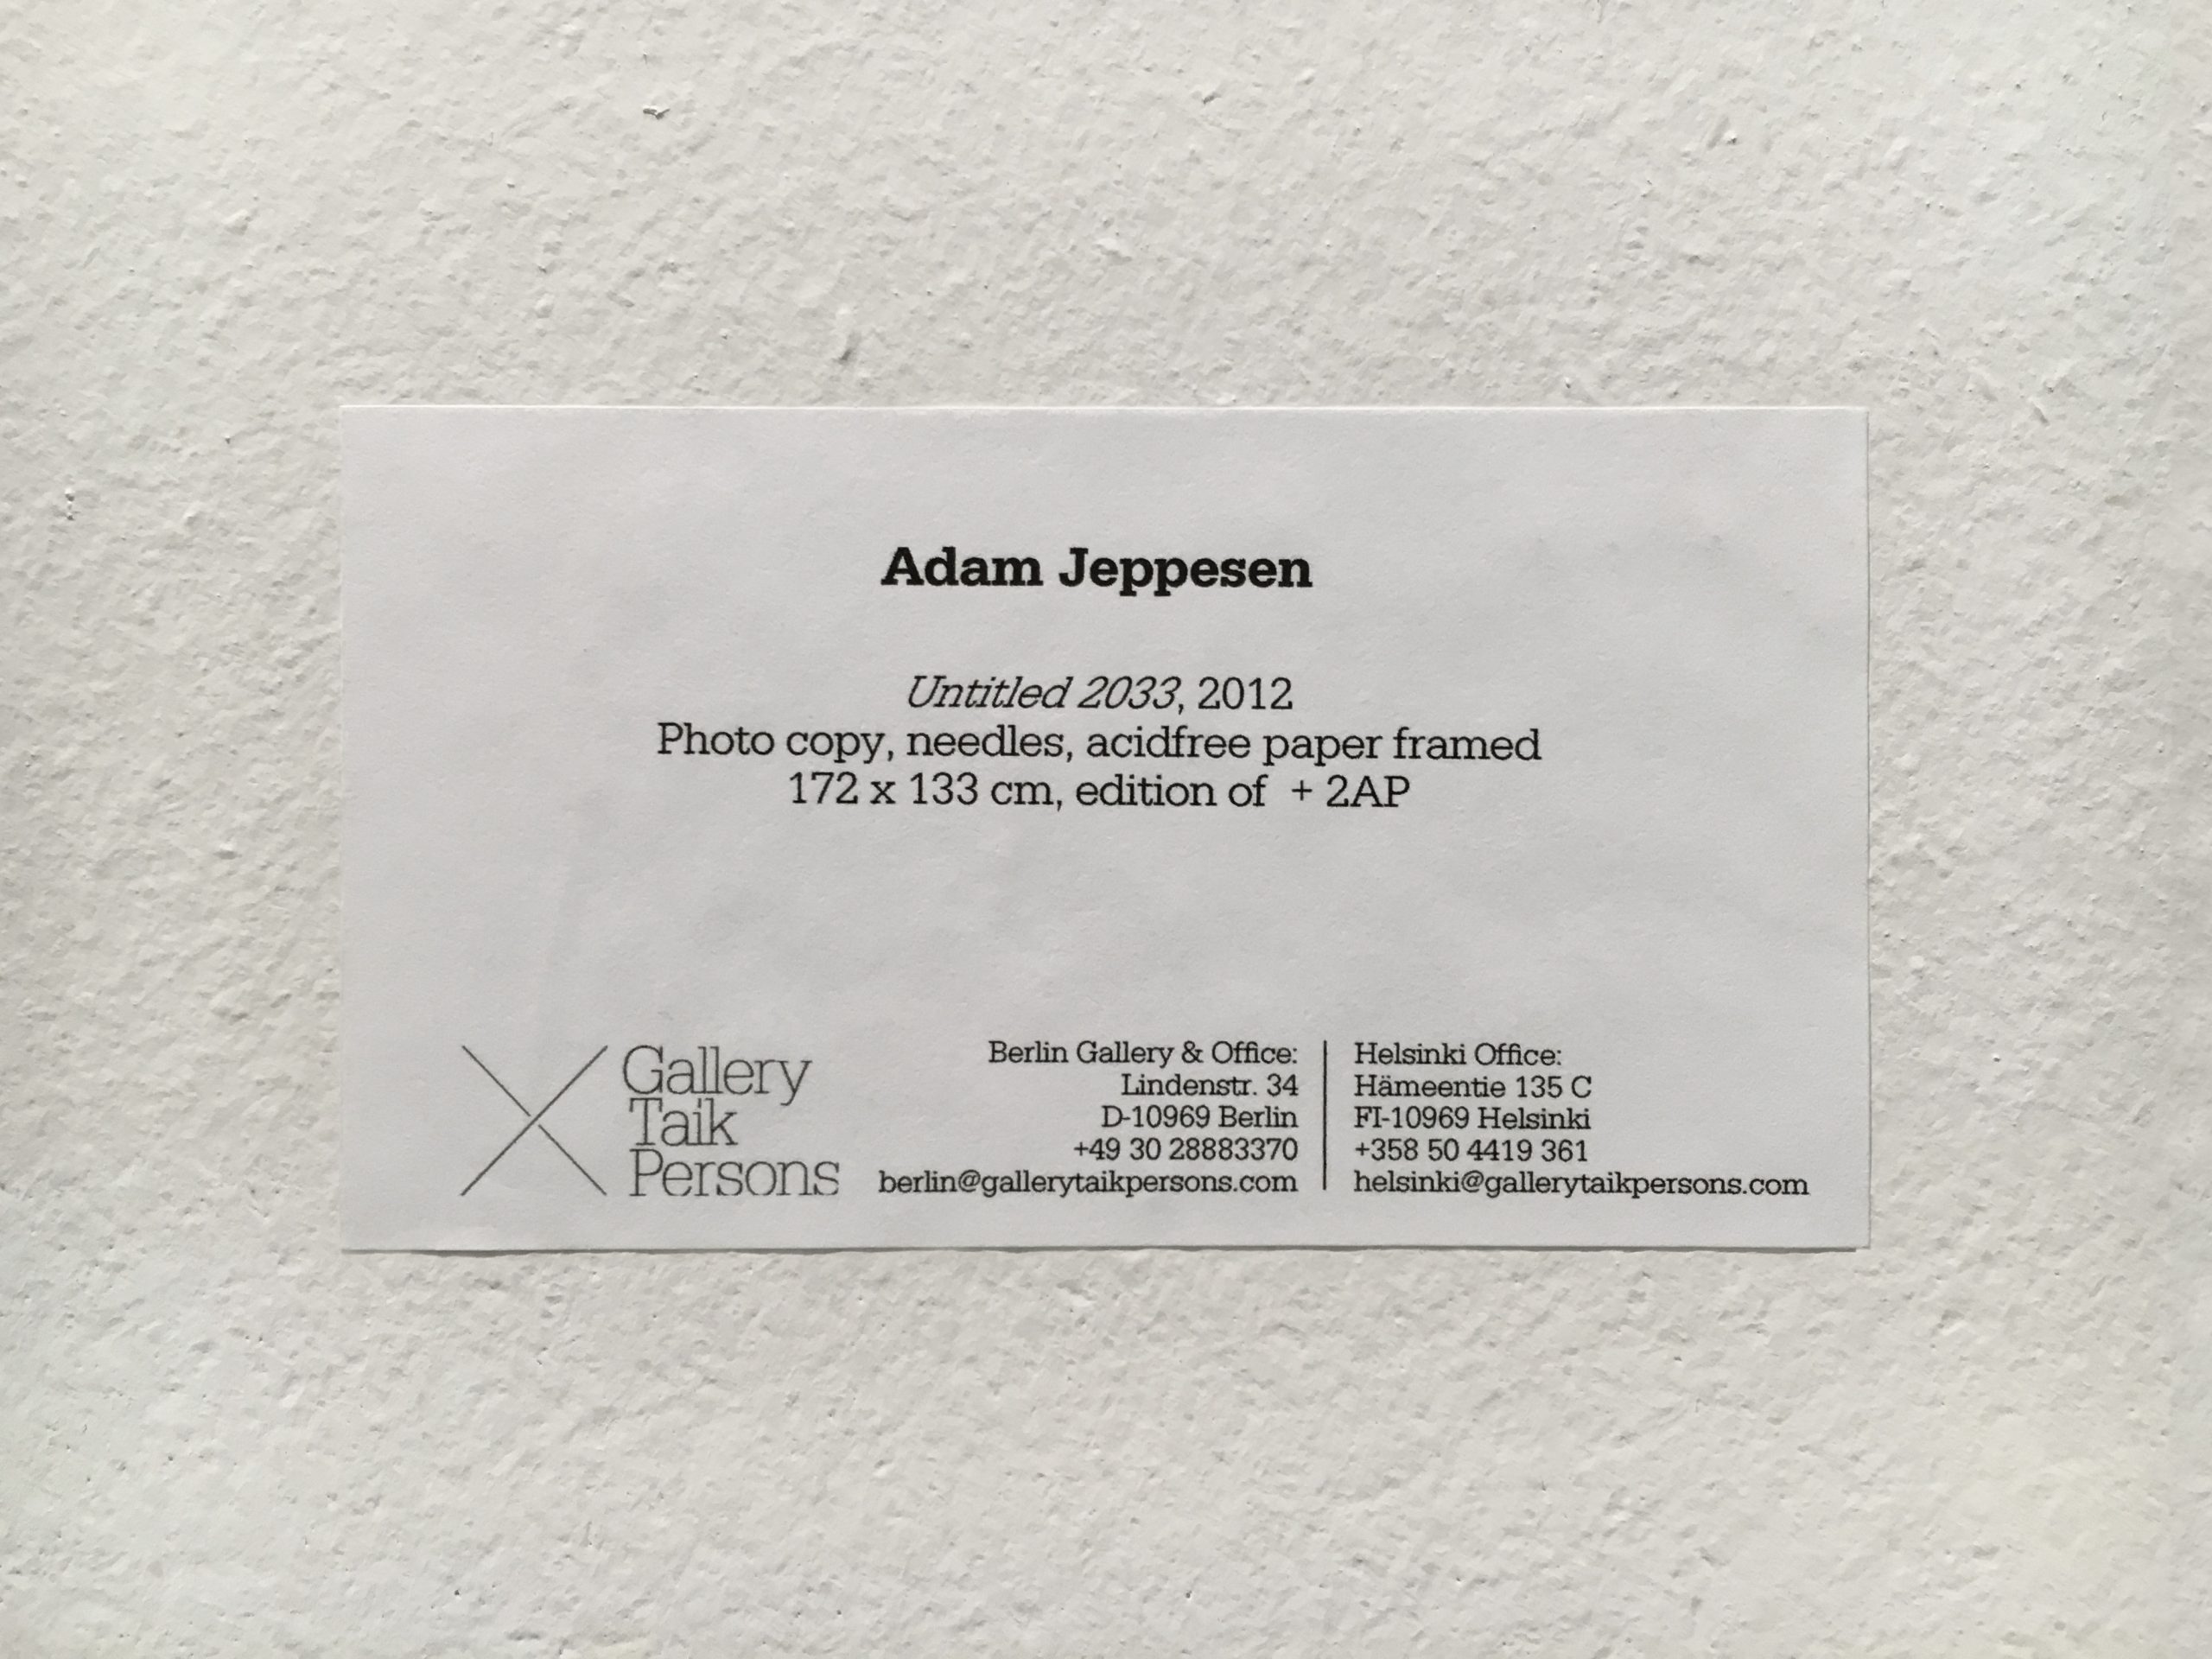 Adam Jeppesen
Untitled 2033, 2012
Photo copy, needles, acidfree paper framed
172 x 133 cm, edition of  + 2AP
Gallery
Taik
Persons
Berlin Gallery & Office:
Lindenstr. 34
D-10969 Berlin
+49 30 28883370
berlin@gallerytaikpersons.com
Helsinki Office:
Hämeentie 135 C
FI-10969 Helsinki
+358 50 4419 361
helsinki@gallerytaikpersons.com